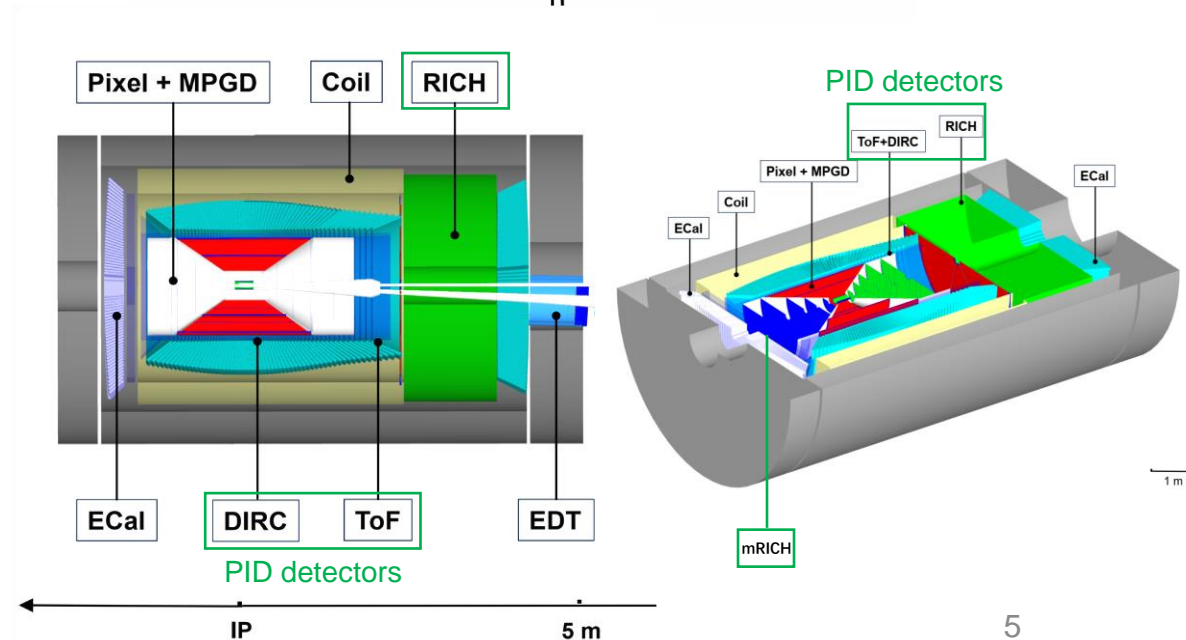 Pixel + MPGD
Coil
RICH
ECal
DIRC
ToF
EDT
PID detectors
IP
5 m
PID detectors
RICH
ToF+DIRC
Pixel + MPGD
Coil
ECal
ECal
mRICH
1 m
5